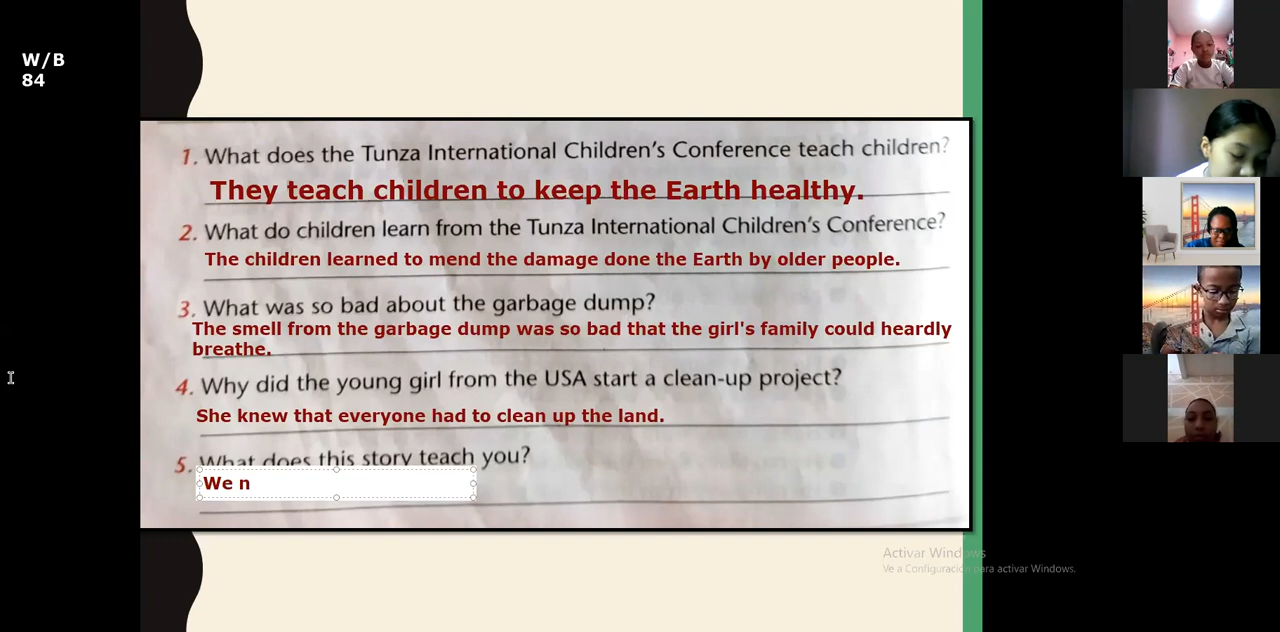 W/B
84
1. What does the Tunza International Children's Conference teach children?
They teach children to keep the Earth healthy.
2. What do children learn from the Tunza International Children's Conference?
The children learned to mend the damage done the Earth by older people.
3. What was so bad about the garbage dump?
The smell from the garbage dump was so bad that the girl's family could heardly
breathe.
4. Why did the young girl from the USA start a clean-up project?
She knew that everyone had to clean up the land.
5. What does this story teach you?
We n
Activar Windows
Ve a Configuración para activar Windows.